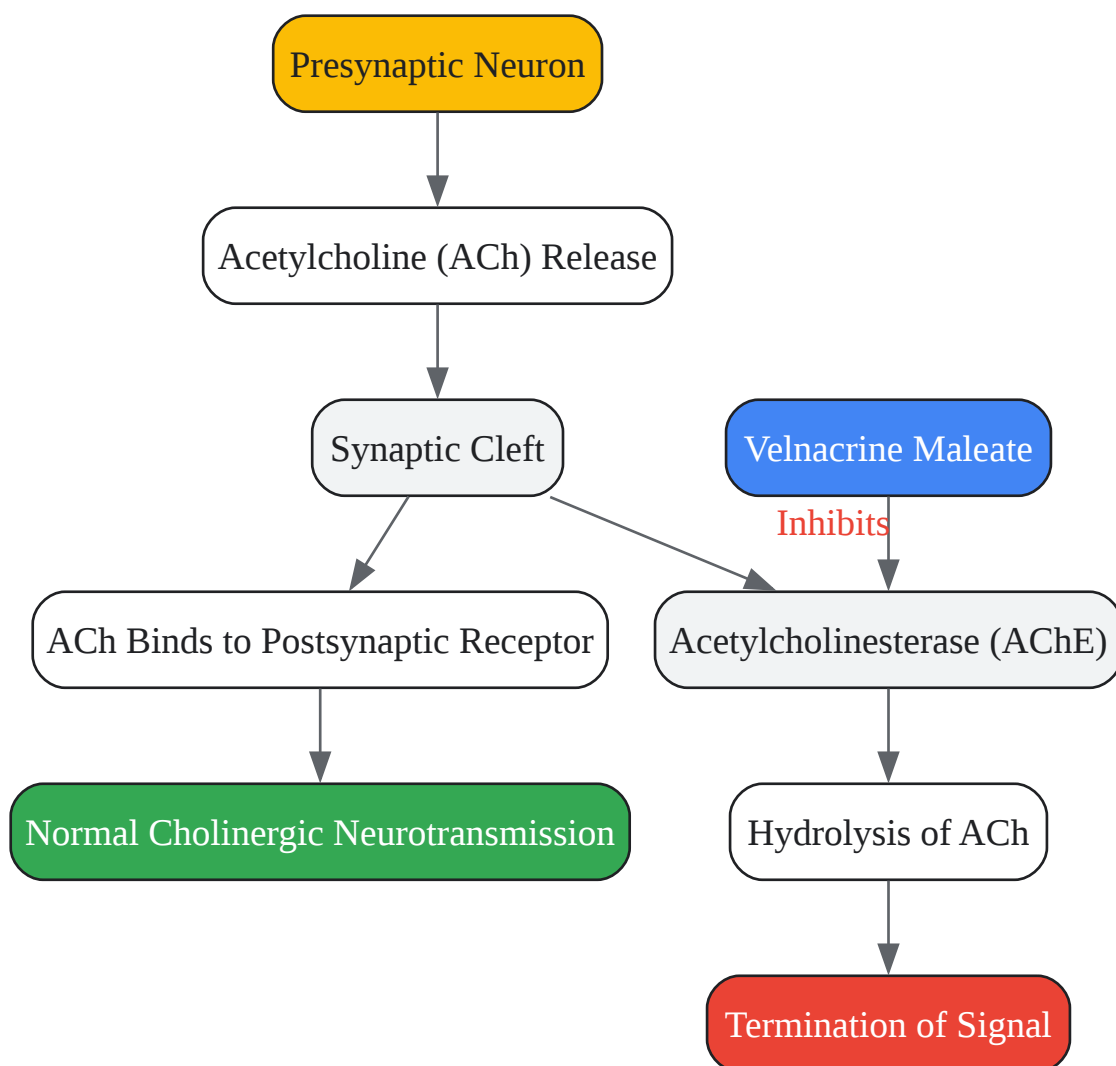 Presynaptic Neuron
Acetylcholine (ACh) Release
Synaptic Cleft
Velnacrine Maleate
Inhibits
ACh Binds to Postsynaptic Receptor
Acetylcholinesterase (AChE)
Normal Cholinergic Neurotransmission
Hydrolysis of ACh
Termination of Signal